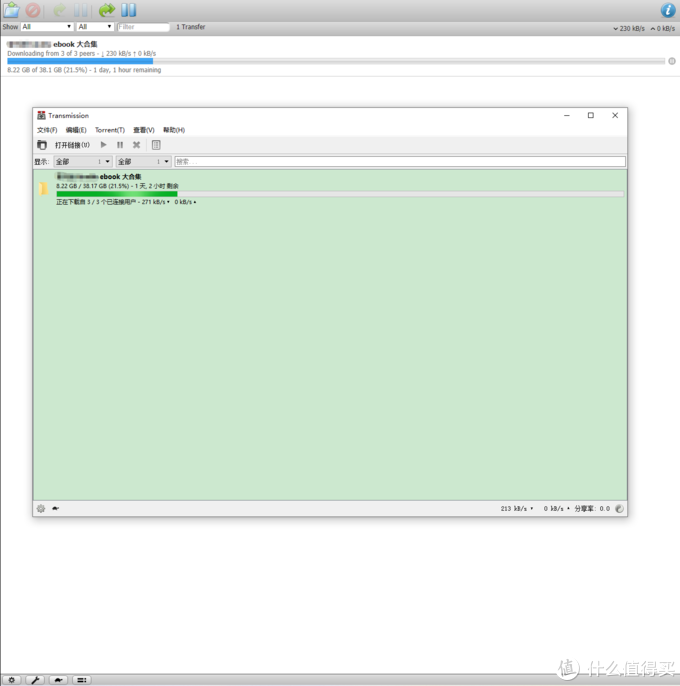 Show All All Filter 1 Transfer 230 kB/s 0 kB/s
ebook 大合集
Downloading from 3 of 3 peers - ↓ 230 kB/s ↑ 0 kB/s
8.22 GB of 38.1 GB (21.5%) - 1 day, 1 hour remaining
Transmission
文件(F) 编辑(E) Torrent(T) 查看(V) 帮助(H)
打开链接(U)
显示: 全部 1 全部 1 搜索...
ebook 大合集
8.22 GB / 38.17 GB (21.5%) - 1 天, 2 小时 剩余
正在下载自 3 / 3 个已连接用户 - 271 kB/s ▾ 0 kB/s ▴
213 kB/s ▾ 0 kB/s ▴ 分享率: 0.0
值 什么值得买